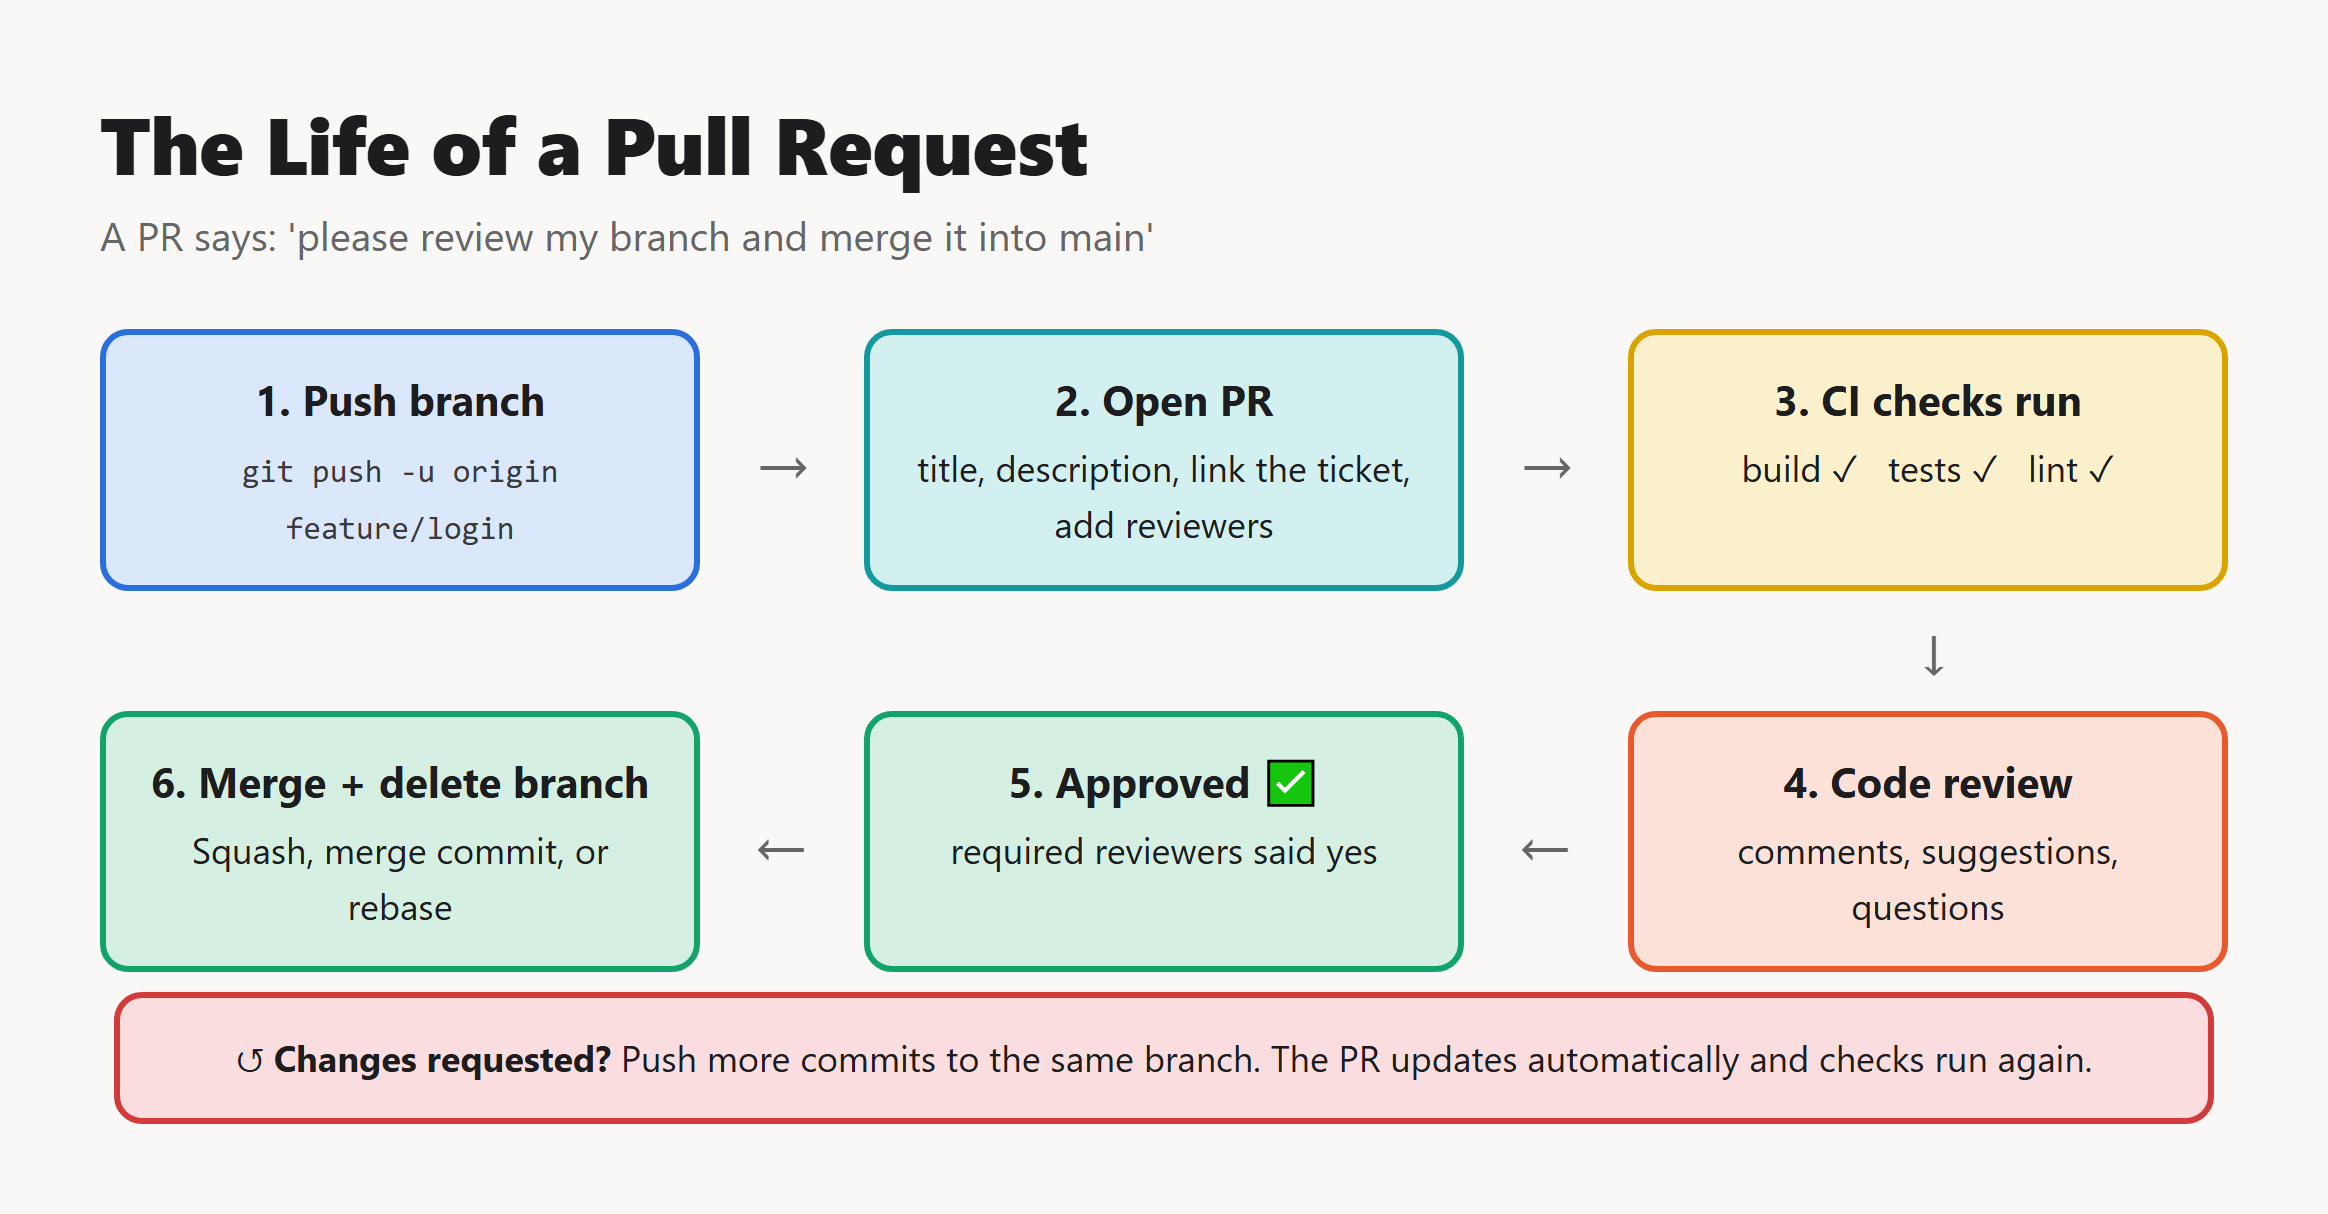 The Life of a Pull Request
A PR says: 'please review my branch and merge it into main'
1. Push branch
git push -u origin
feature/login
→
2. Open PR
title, description, link the ticket,
add reviewers
→
3. CI checks run
build ✓ tests ✓ lint ✓
↓
4. Code review
comments, suggestions,
questions
←
5. Approved ✅
required reviewers said yes
←
6. Merge + delete branch
Squash, merge commit, or
rebase
↺ Changes requested? Push more commits to the same branch. The PR updates automatically and checks run again.